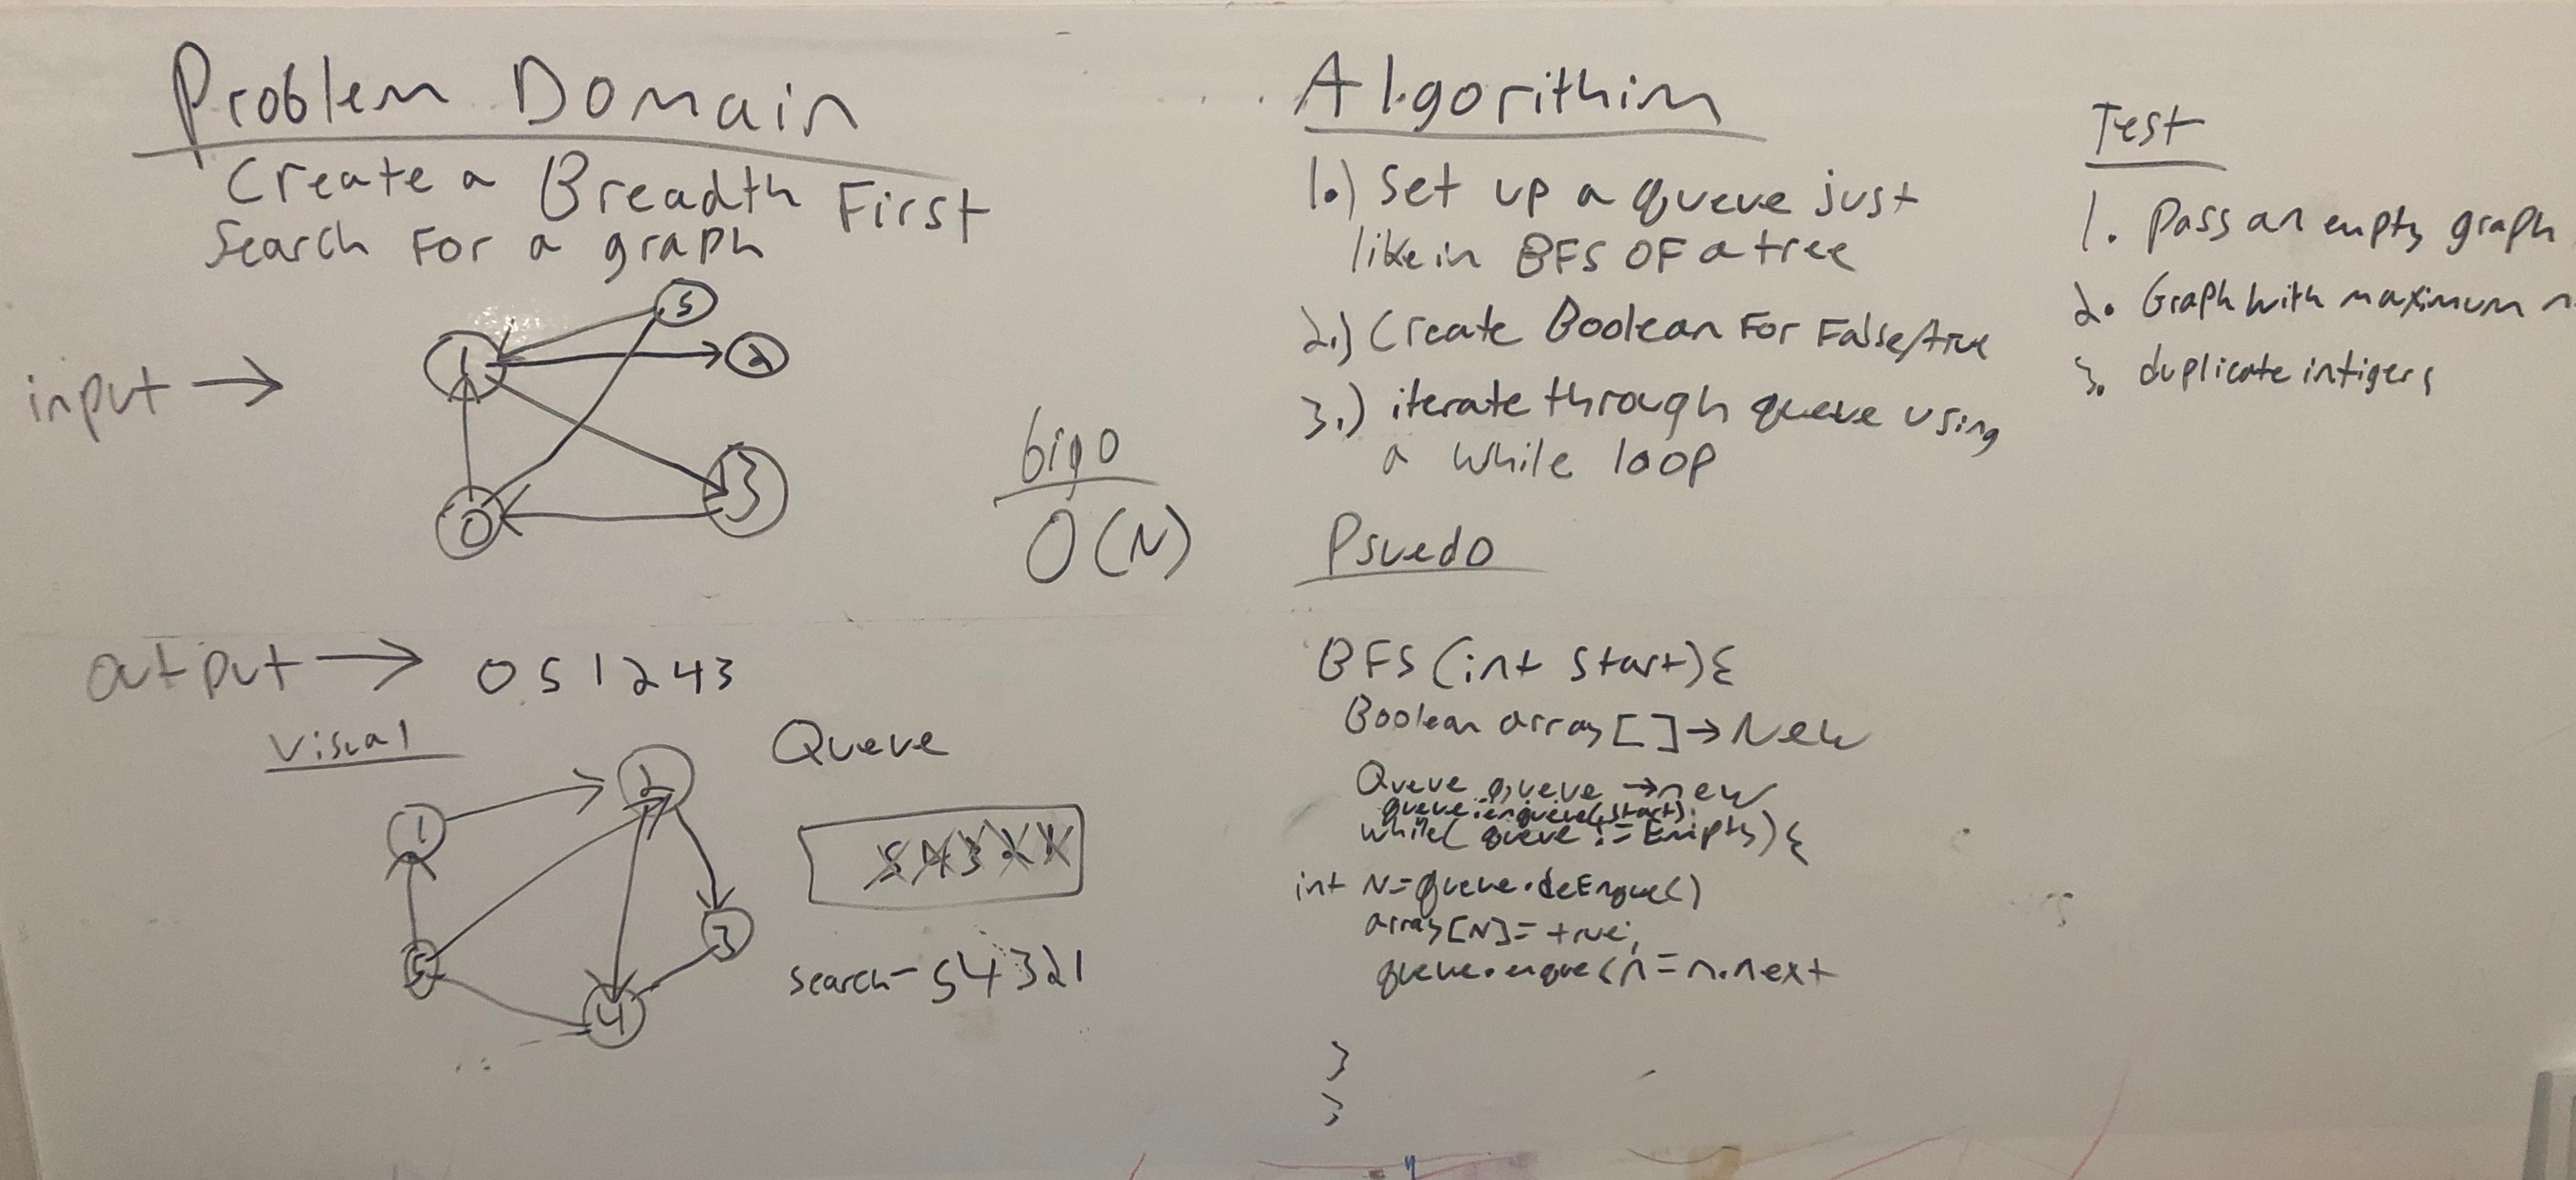 Problem Domain
Create a Breadth First
Search For a graph
input →
5
1
2
3
0
big O
O(N)
output → 0 5 1 2 4 3
Visual
1
2
3
5
4
Queue
5 4 3 2 1
Search - 5 4 3 2 1
Algorithim
1.) Set up a queue just
like in BFS OF a tree
2.) Create Boolean For False/true
3.) iterate through queue using
a while loop
Psuedo
BFS (int Start){
Boolean array [ ] → New
Queue queue → new
queue.enqueue(start);
while( queue != Empty) {
int N = queue.deEnque()
array[N] = true;
queue.enque(n = n.next
}
}
Test
1. Pass an empty graph
2. Graph with maximum n
3. duplicate intigers